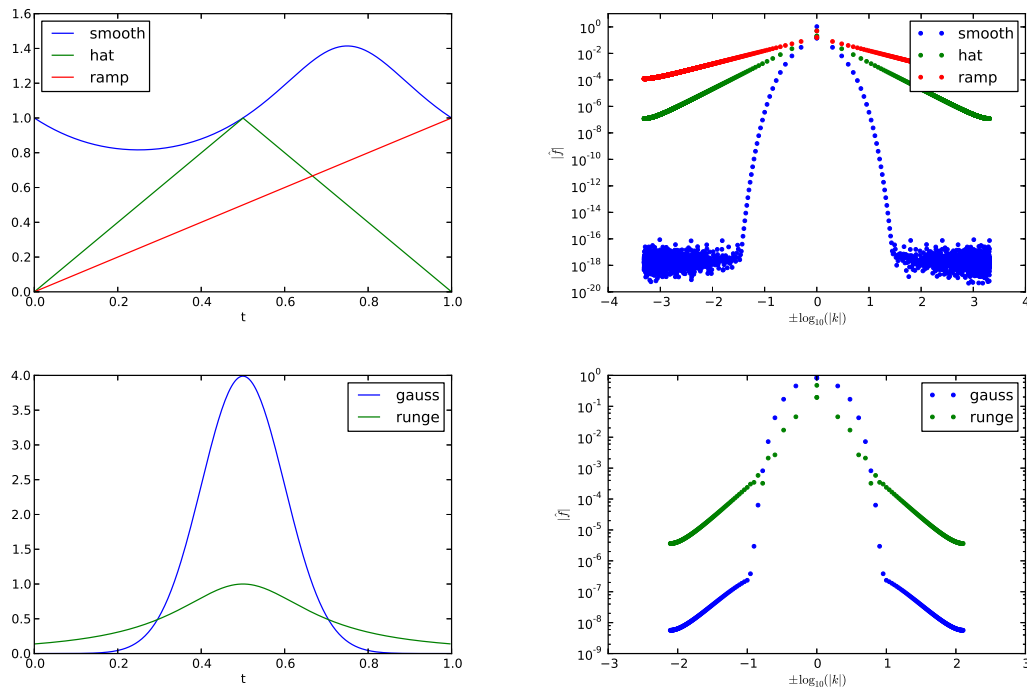 1.6
1.4
1.2
1.0
0.8
0.6
0.4
0.2
0.0
0.0 0.2 0.4 0.6 0.8 1.0
t
smooth
hat
ramp
10^0
10^-2
10^-4
10^-6
10^-8
10^-10
10^-12
10^-14
10^-16
10^-18
10^-20
|f̂|
−4 −3 −2 −1 0 1 2 3 4
±log₁₀(|k|)
smooth
hat
ramp
4.0
3.5
3.0
2.5
2.0
1.5
1.0
0.5
0.0
0.0 0.2 0.4 0.6 0.8 1.0
t
gauss
runge
10^0
10^-1
10^-2
10^-3
10^-4
10^-5
10^-6
10^-7
10^-8
10^-9
|f̂|
−3 −2 −1 0 1 2 3
±log₁₀(|k|)
gauss
runge